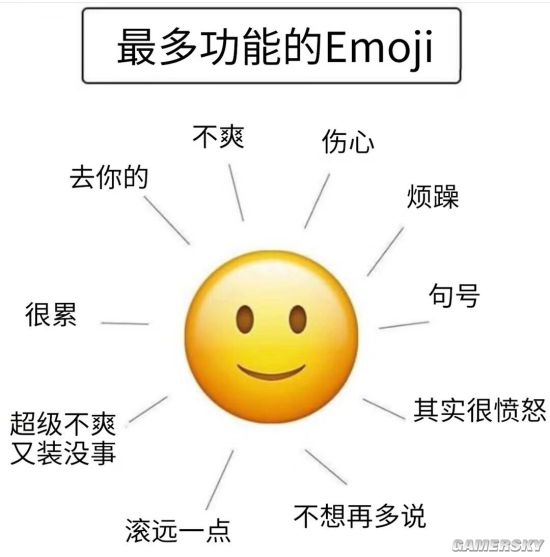 最多功能的Emoji
不爽
伤心
去你的
烦躁
很累
句号
超级不爽
又装没事
其实很愤怒
滚远一点
不想再多说
GAMERSKY